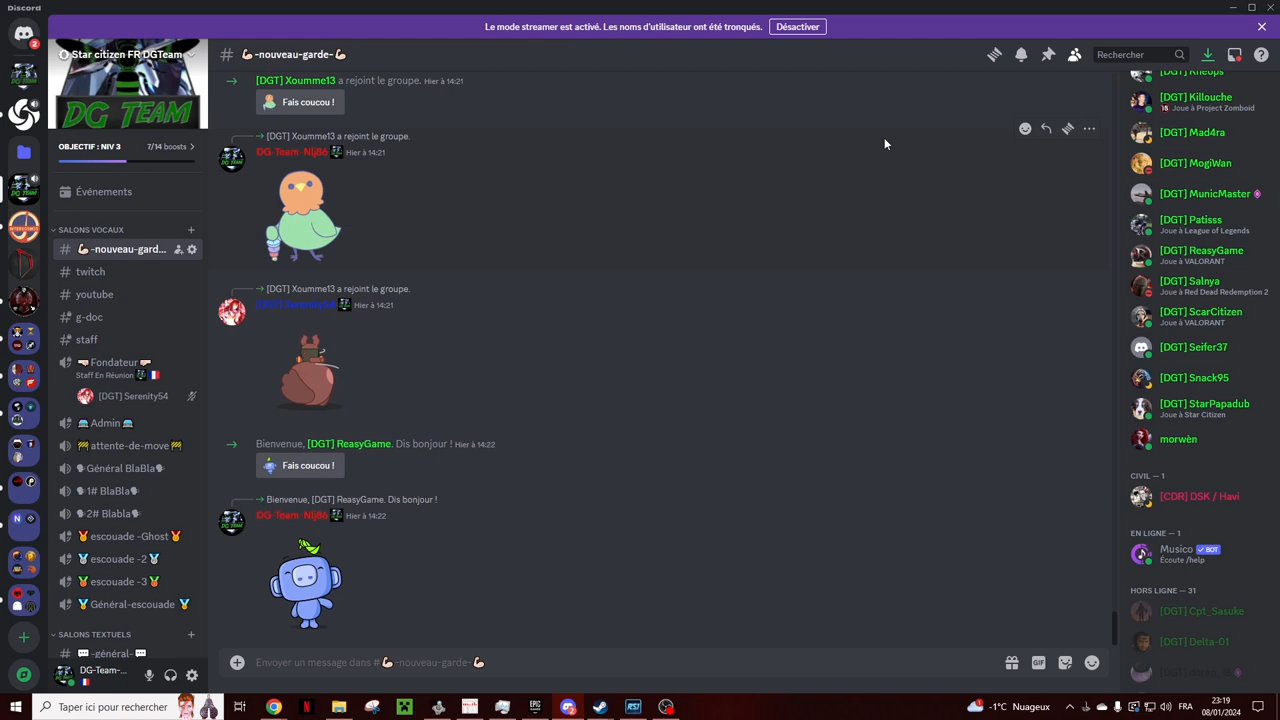 Discord
Le mode streamer est activé. Les noms d'utilisateur ont été tronqués.
Désactiver
2
Star citizen FR DGTeam
DG TEAM
OBJECTIF : NIV 3
7/14 boosts
Événements
SALONS VOCAUX
💪🏻-nouveau-gard...
twitch
youtube
g-doc
staff
Fondateur
Staff En Réunion
[DGT] Serenity54
Admin
🚧attente-de-move🚧
Général BlaBla
1# BlaBla
2# Blabla
🏅escouade -Ghost🏅
🥈escouade -2🥈
escouade -3
Général-escouade
SALONS TEXTUELS
💬-général-💬
DG-Team-...
# 💪🏻-nouveau-garde-💪🏻
Rechercher
[DGT] Xoumme13 a rejoint le groupe. Hier à 14:21
Fais coucou !
[DGT] Xoumme13 a rejoint le groupe.
DG-Team-Nlj86 Hier à 14:21
[DGT] Xoumme13 a rejoint le groupe.
[DGT] Serenity54 Hier à 14:21
Bienvenue, [DGT] ReasyGame. Dis bonjour ! Hier à 14:22
Fais coucou !
Bienvenue, [DGT] ReasyGame. Dis bonjour !
DG-Team-Nlj86 Hier à 14:22
Envoyer un message dans #💪🏻-nouveau-garde-💪🏻
GIF
[DGT] Kheops
[DGT] Killouche
Joue à Project Zomboid
[DGT] Mad4ra
[DGT] MogiWan
[DGT] MunicMaster
[DGT] Patisss
Joue à League of Legends
[DGT] ReasyGame
Joue à VALORANT
[DGT] Salnya
Joue à Red Dead Redemption 2
[DGT] ScarCitizen
Joue à VALORANT
[DGT] Seifer37
[DGT] Snack95
[DGT] StarPapadub
Joue à Star Citizen
morwèn
CIVIL — 1
[CDR] DSK / Havi
EN LIGNE — 1
Musico ✓ BOT
Écoute /help
HORS LIGNE — 31
[DGT] Cpt_Sasuke
[DGT] Delta-01
Taper ici pour rechercher
EPIC
RSI
-1°C Nuageux
FRA
23:19
08/01/2024